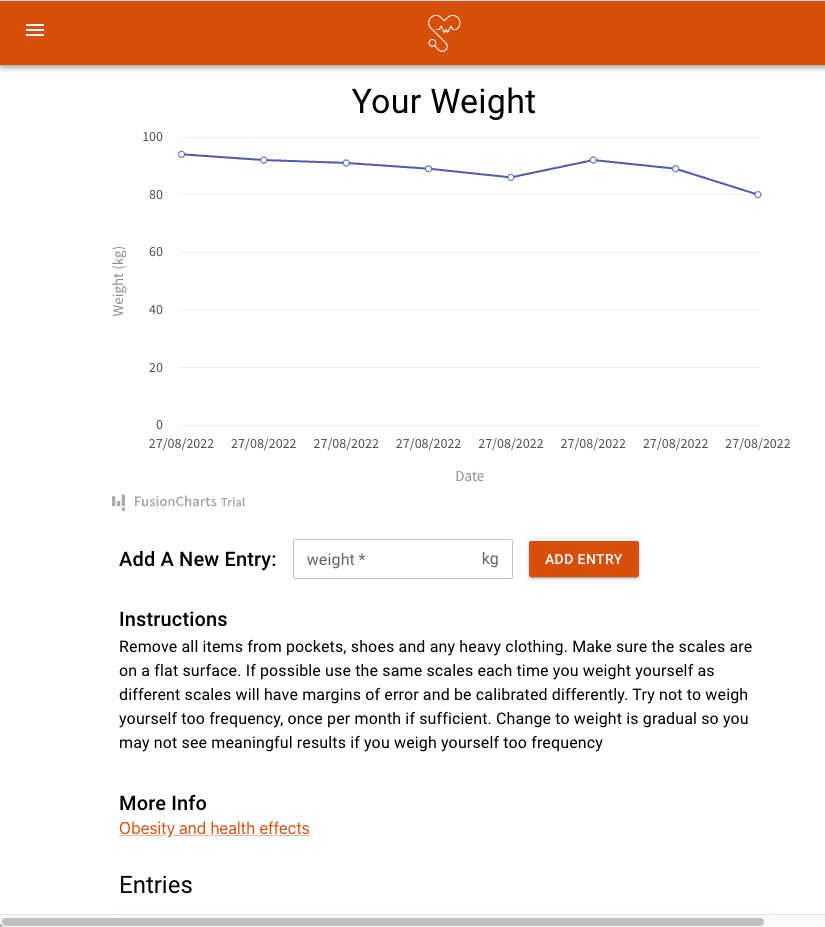 Your Weight
100
80
60
40
20
0
Weight (kg)
27/08/2022 27/08/2022 27/08/2022 27/08/2022 27/08/2022 27/08/2022 27/08/2022 27/08/2022
Date
FusionCharts Trial
Add A New Entry: weight * kg ADD ENTRY
Instructions
Remove all items from pockets, shoes and any heavy clothing. Make sure the scales are
on a flat surface. If possible use the same scales each time you weight yourself as
different scales will have margins of error and be calibrated differently. Try not to weigh
yourself too frequency, once per month if sufficient. Change to weight is gradual so you
may not see meaningful results if you weigh yourself too frequency
More Info
Obesity and health effects
Entries